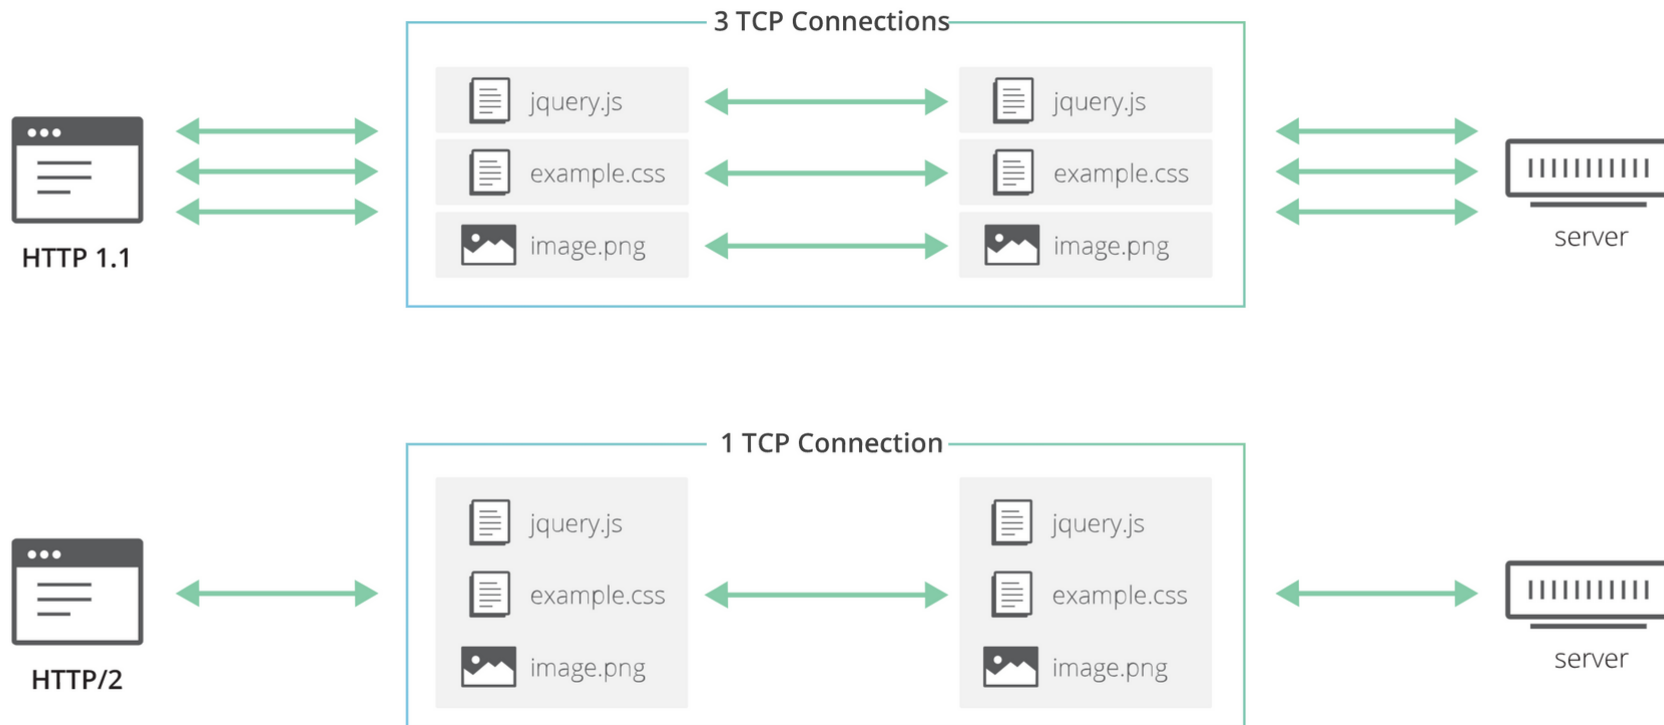 3 TCP Connections
jquery.js
jquery.js
example.css
example.css
image.png
image.png
HTTP 1.1
server
1 TCP Connection
jquery.js
jquery.js
example.css
example.css
image.png
image.png
HTTP/2
server